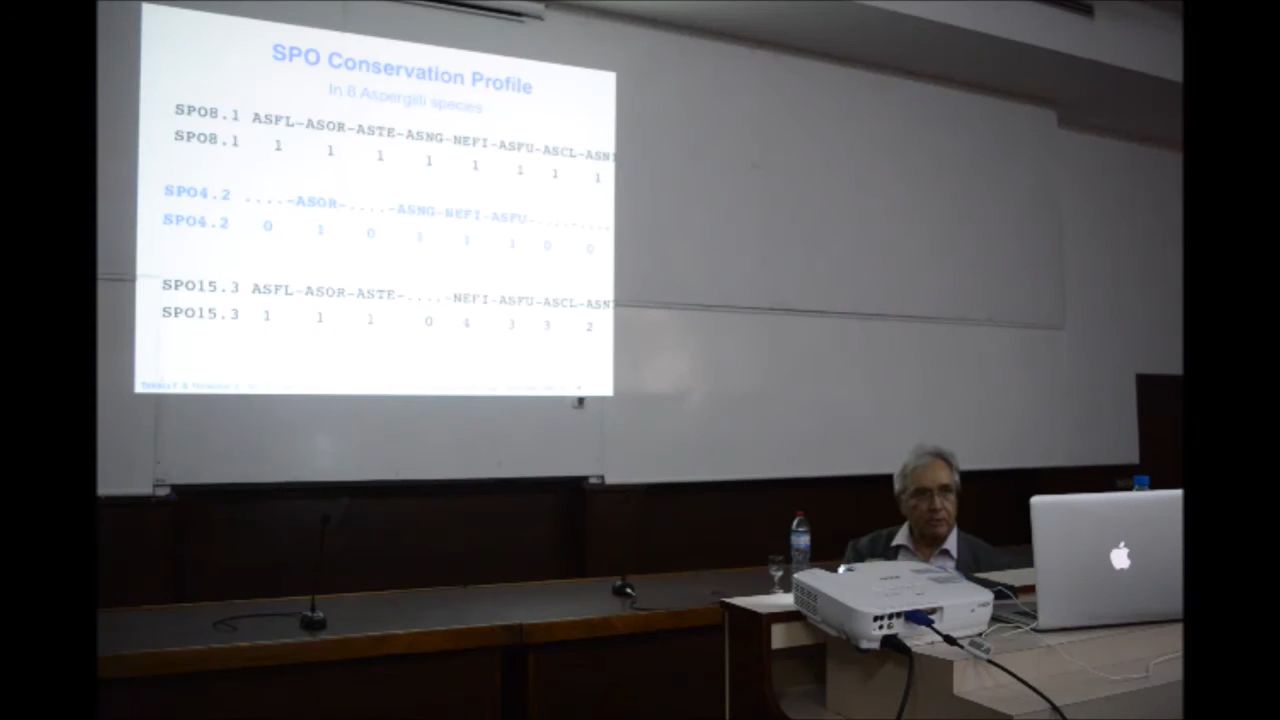 SPO Conservation Profile
In 8 Aspergilli species
SPO8.1 ASFL-ASOR-ASTE-ASNG-NEFI-ASFU-ASCL-ASN
SPO8.1 1 1 1 1 1 1 1 1
SPO4.2 ....-ASOR-....-ASNG-NEFI-ASFU-....-....
SPO4.2 0 1 0 1 1 1 0 0
SPO15.3 ASFL-ASOR-ASTE-....-NEFI-ASFU-ASCL-ASN
SPO15.3 1 1 1 0 4 3 3 2